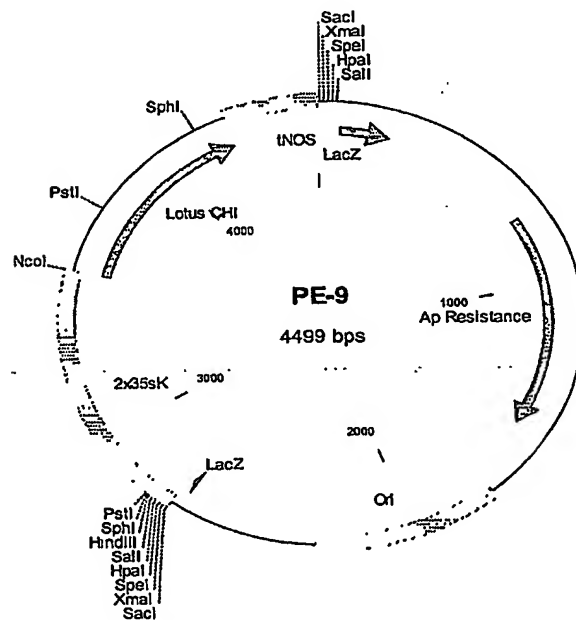 SacI
XmaI
SpeI
HpaI
SalI
SphI
tNOS
LacZ
PstI
Lotus CHI
4000
NcoI
PE-9
1000
Ap Resistance
4499 bps
2x35sK
3000
2000
LacZ
Ori
PstI
SphI
HindIII
SalI
HpaI
SpeI
XmaI
SacI